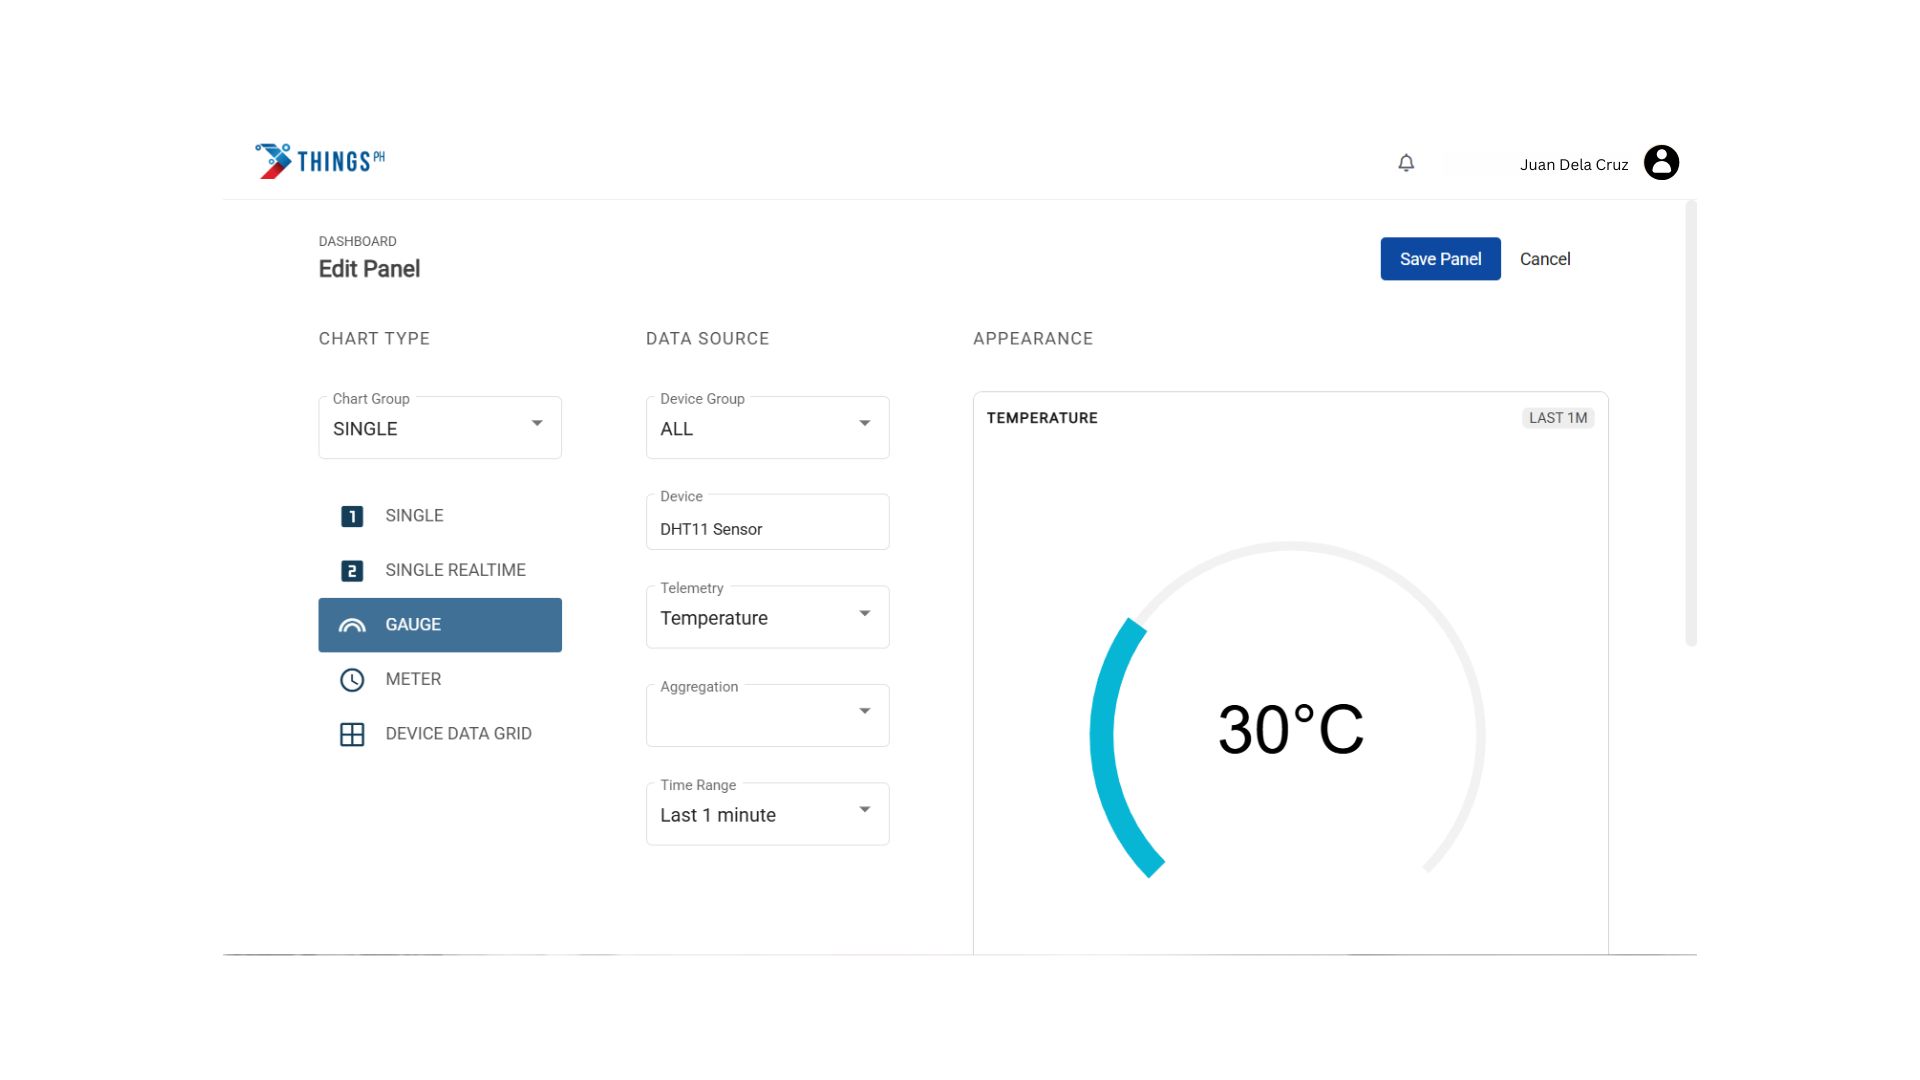 THINGS PH
Juan Dela Cruz
DASHBOARD
Edit Panel
Save Panel
Cancel
CHART TYPE
Chart Group
SINGLE
1 SINGLE
2 SINGLE REALTIME
GAUGE
METER
DEVICE DATA GRID
DATA SOURCE
Device Group
ALL
Device
DHT11 Sensor
Telemetry
Temperature
Aggregation
Time Range
Last 1 minute
APPEARANCE
TEMPERATURE
LAST 1M
30°C